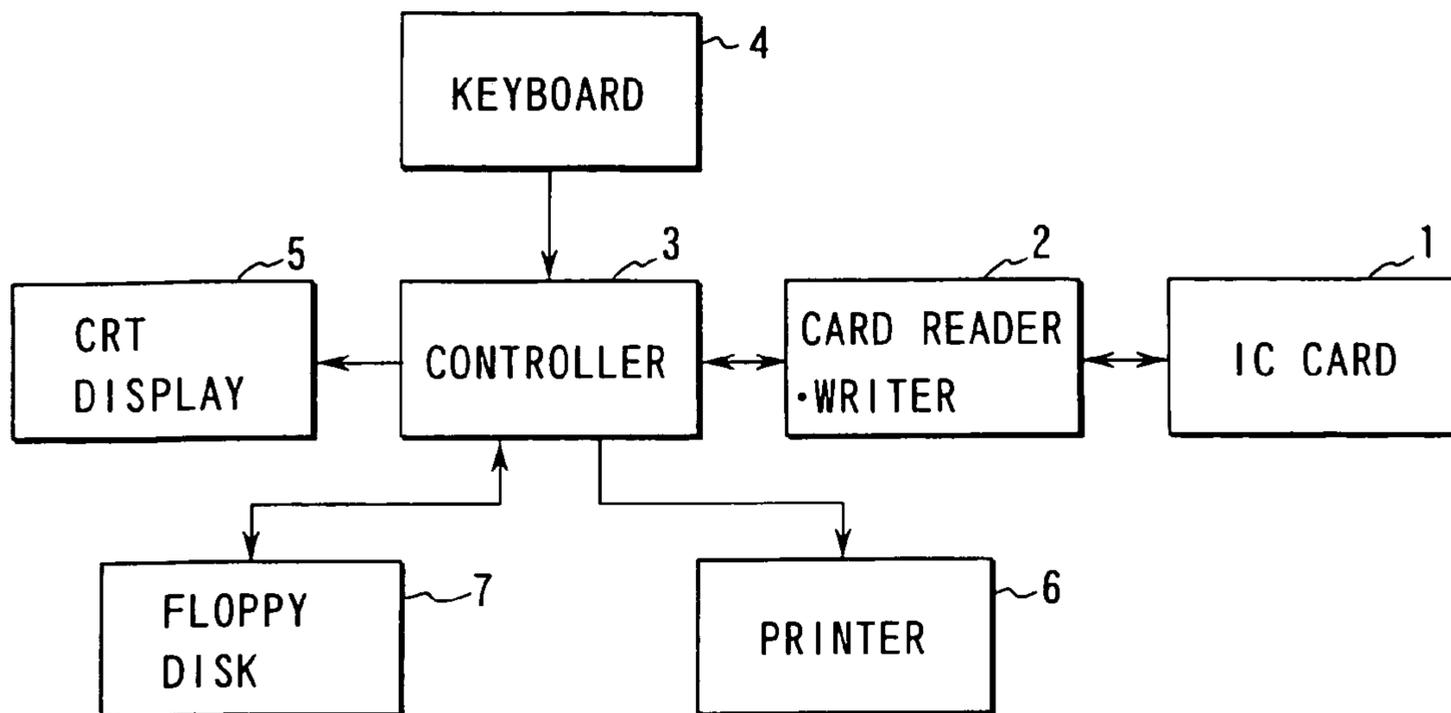 4
KEYBOARD
5
3
2
1
CRT
DISPLAY
CONTROLLER
CARD READER
・WRITER
IC CARD
7
6
FLOPPY
DISK
PRINTER